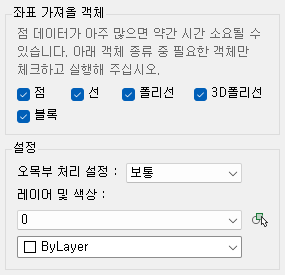 좌표 가져올 객체
점 데이터가 아주 많으면 약간 시간 소요될 수
있습니다. 아래 객체 종류 중 필요한 객체만
체크하고 실행해 주십시오.
점 선 폴리선 3D폴리선
블록
설정
오목부 처리 설정 : 보통
레이어 및 색상 :
0
ByLayer